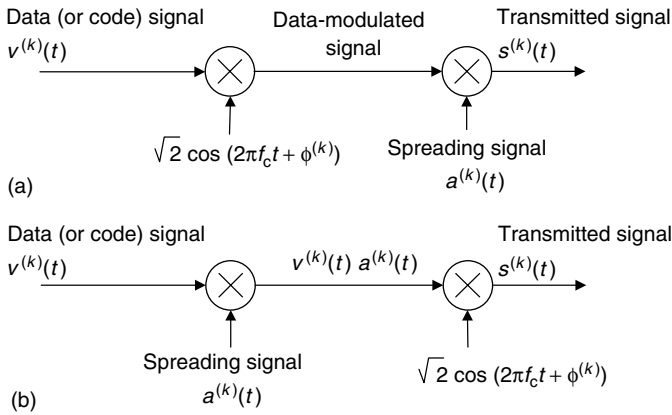 Data (or code) signal
v^(k)(t)
Data-modulated
signal
Transmitted signal
s^(k)(t)
√2 cos (2πf_c t + ϕ^(k))
Spreading signal
a^(k)(t)
(a)
Data (or code) signal
v^(k)(t)
v^(k)(t) a^(k)(t)
Transmitted signal
s^(k)(t)
Spreading signal
a^(k)(t)
√2 cos (2πf_c t + ϕ^(k))
(b)